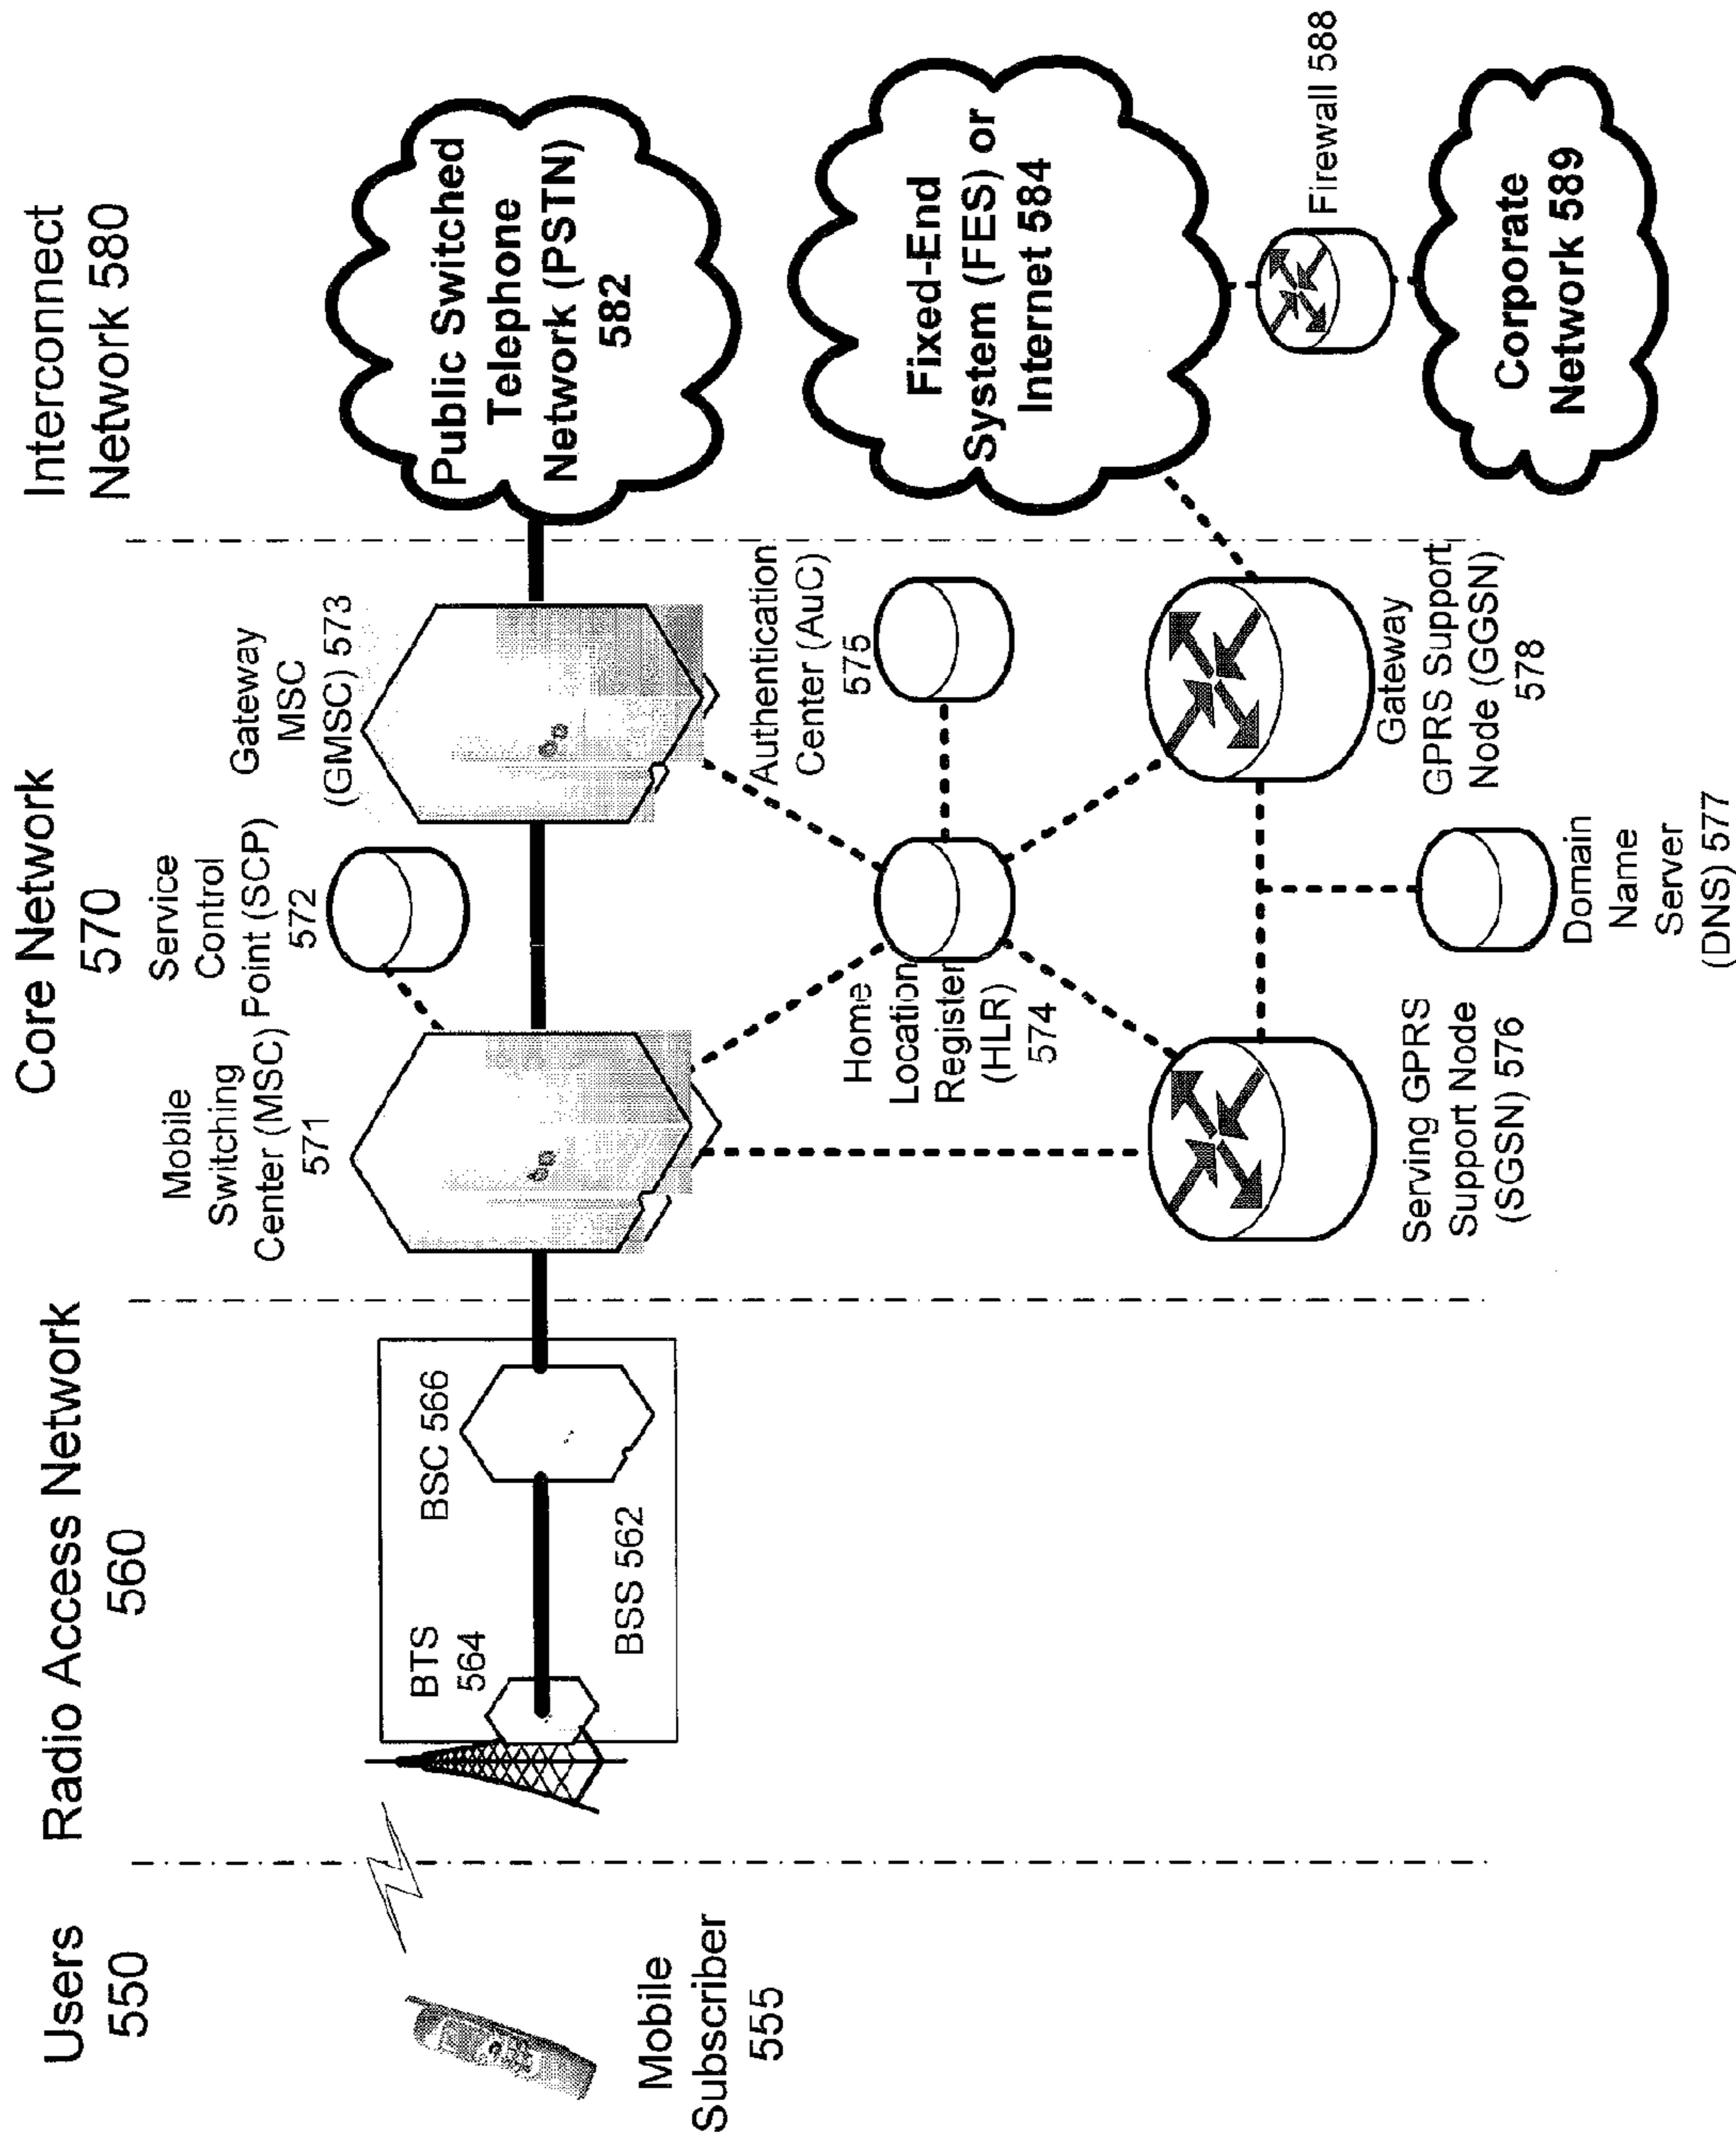 Users
550
Radio Access Network
560
Core Network
570
Interconnect
Network 580
Mobile
Subscriber
555
BTS
564
BSC 566
BSS 562
Mobile
Switching
Center (MSC)
571
Service
Control
Point (SCP)
572
Gateway
MSC
(GMSC) 573
Home
Location
Register
(HLR)
574
Authentication
Center (AuC)
575
Serving GPRS
Support Node
(SGSN) 576
Domain
Name
Server
(DNS) 577
Gateway
GPRS Support
Node (GGSN)
578
Public Switched
Telephone
Network (PSTN)
582
Fixed-End
System (FES) or
Internet 584
Firewall 588
Corporate
Network 589